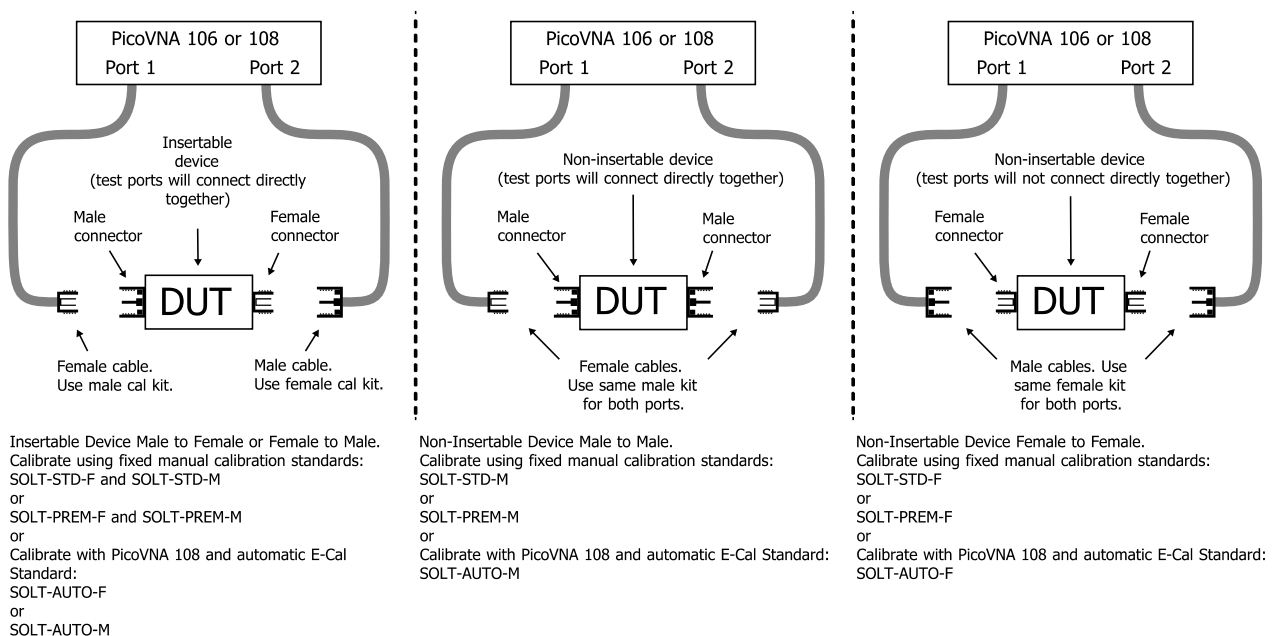 PicoVNA 106 or 108
Port 1 Port 2
Insertable
device
(test ports will connect directly
together)
Male
connector
Female
connector
DUT
Female cable.
Use male cal kit.
Male cable.
Use female cal kit.
Insertable Device Male to Female or Female to Male.
Calibrate using fixed manual calibration standards:
SOLT-STD-F and SOLT-STD-M
or
SOLT-PREM-F and SOLT-PREM-M
or
Calibrate with PicoVNA 108 and automatic E-Cal
Standard:
SOLT-AUTO-F
or
SOLT-AUTO-M
PicoVNA 106 or 108
Port 1 Port 2
Non-insertable device
(test ports will connect directly together)
Male
connector
Male
connector
DUT
Female cables.
Use same male kit
for both ports.
Non-Insertable Device Male to Male.
Calibrate using fixed manual calibration standards:
SOLT-STD-M
or
SOLT-PREM-M
or
Calibrate with PicoVNA 108 and automatic E-Cal Standard:
SOLT-AUTO-M
PicoVNA 106 or 108
Port 1 Port 2
Non-insertable device
(test ports will not connect directly together)
Female
connector
Female
connector
DUT
Male cables. Use
same female kit
for both ports.
Non-Insertable Device Female to Female.
Calibrate using fixed manual calibration standards:
SOLT-STD-F
or
SOLT-PREM-F
or
Calibrate with PicoVNA 108 and automatic E-Cal Standard:
SOLT-AUTO-F